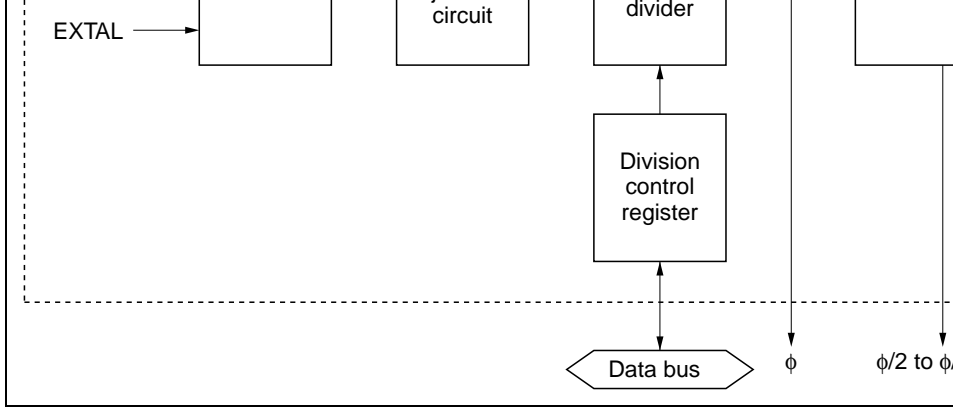 circuit
divider
EXTAL
Division
control
register
Data bus
ϕ
ϕ/2 to ϕ/